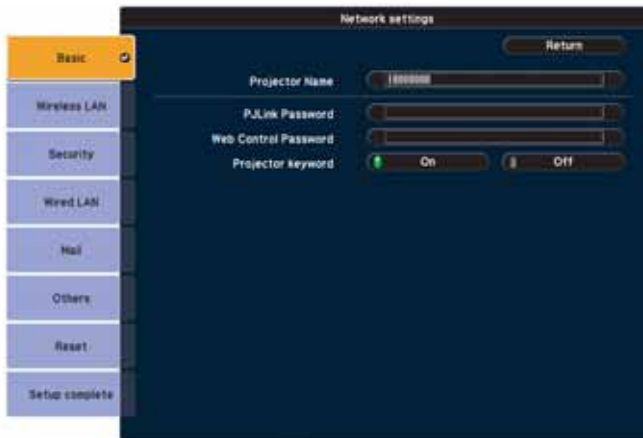 Network settings
Return
Basic
Projector Name
Wireless LAN
PJLink Password
Web Control Password
Security
Projector keyword
On
Off
Wired LAN
Mail
Others
Reset
Setup complete